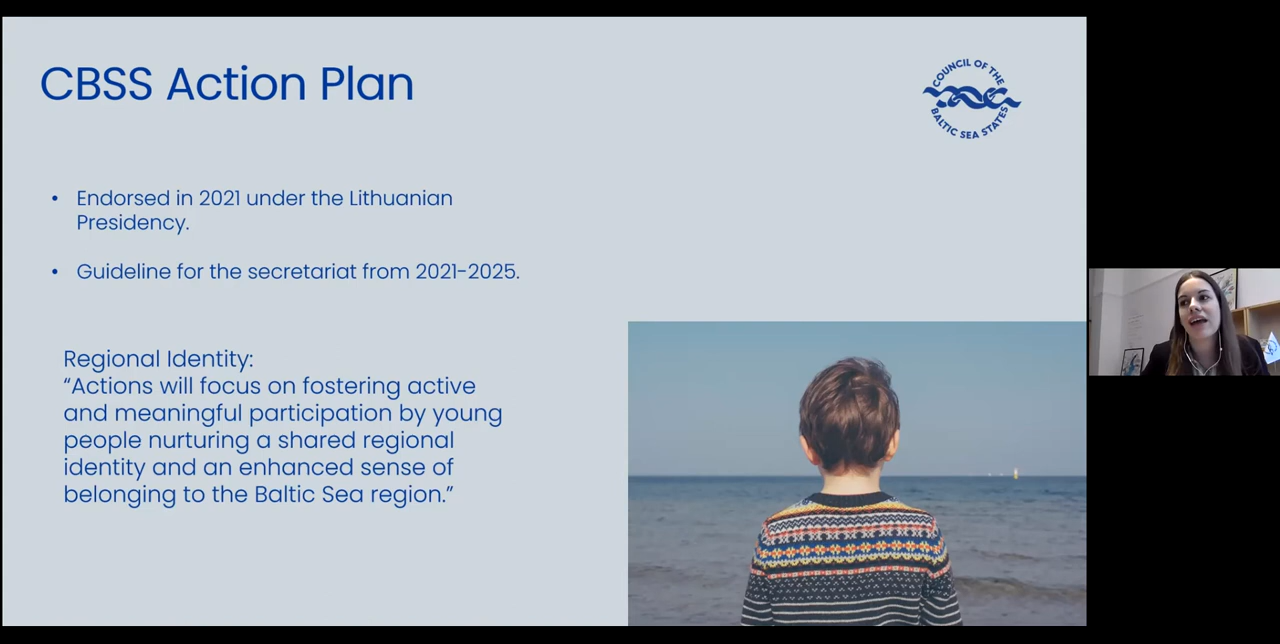 CBSS Action Plan
COUNCIL OF THE
BALTIC SEA STATES
• Endorsed in 2021 under the Lithuanian
Presidency.
• Guideline for the secretariat from 2021-2025.
Regional Identity:
“Actions will focus on fostering active
and meaningful participation by young
people nurturing a shared regional
identity and an enhanced sense of
belonging to the Baltic Sea region.”